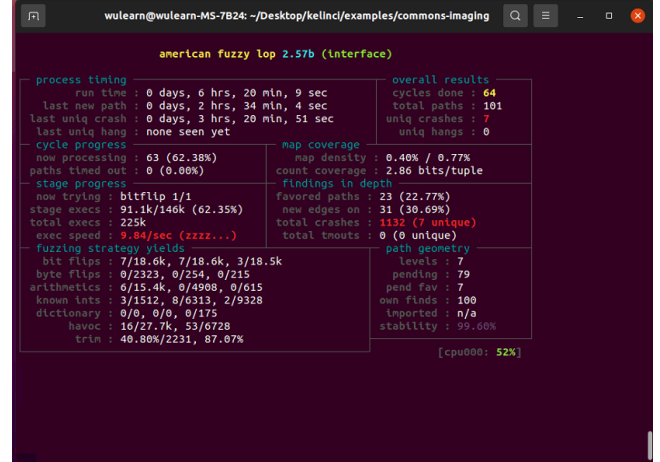 wulearn@wulearn-MS-7B24: ~/Desktop/kelinci/examples/commons-imaging
american fuzzy lop 2.57b (interface)
process timing overall results
run time : 0 days, 6 hrs, 20 min, 9 sec cycles done : 64
last new path : 0 days, 2 hrs, 34 min, 4 sec total paths : 101
last uniq crash : 0 days, 3 hrs, 20 min, 51 sec uniq crashes : 7
last uniq hang : none seen yet uniq hangs : 0
cycle progress map coverage
now processing : 63 (62.38%) map density : 0.40% / 0.77%
paths timed out : 0 (0.00%) count coverage : 2.86 bits/tuple
stage progress findings in depth
now trying : bitflip 1/1 favored paths : 23 (22.77%)
stage execs : 91.1k/146k (62.35%) new edges on : 31 (30.69%)
total execs : 225k total crashes : 1132 (7 unique)
exec speed : 9.84/sec (zzzz...) total tmouts : 0 (0 unique)
fuzzing strategy yields path geometry
bit flips : 7/18.6k, 7/18.6k, 3/18.5k levels : 7
byte flips : 0/2323, 0/254, 0/215 pending : 79
arithmetics : 6/15.4k, 0/4908, 0/615 pend fav : 7
known ints : 3/1512, 8/6313, 2/9328 own finds : 100
dictionary : 0/0, 0/0, 0/175 imported : n/a
havoc : 16/27.7k, 53/6728 stability : 99.60%
trim : 40.80%/2231, 87.07%
[cpu000: 52%]